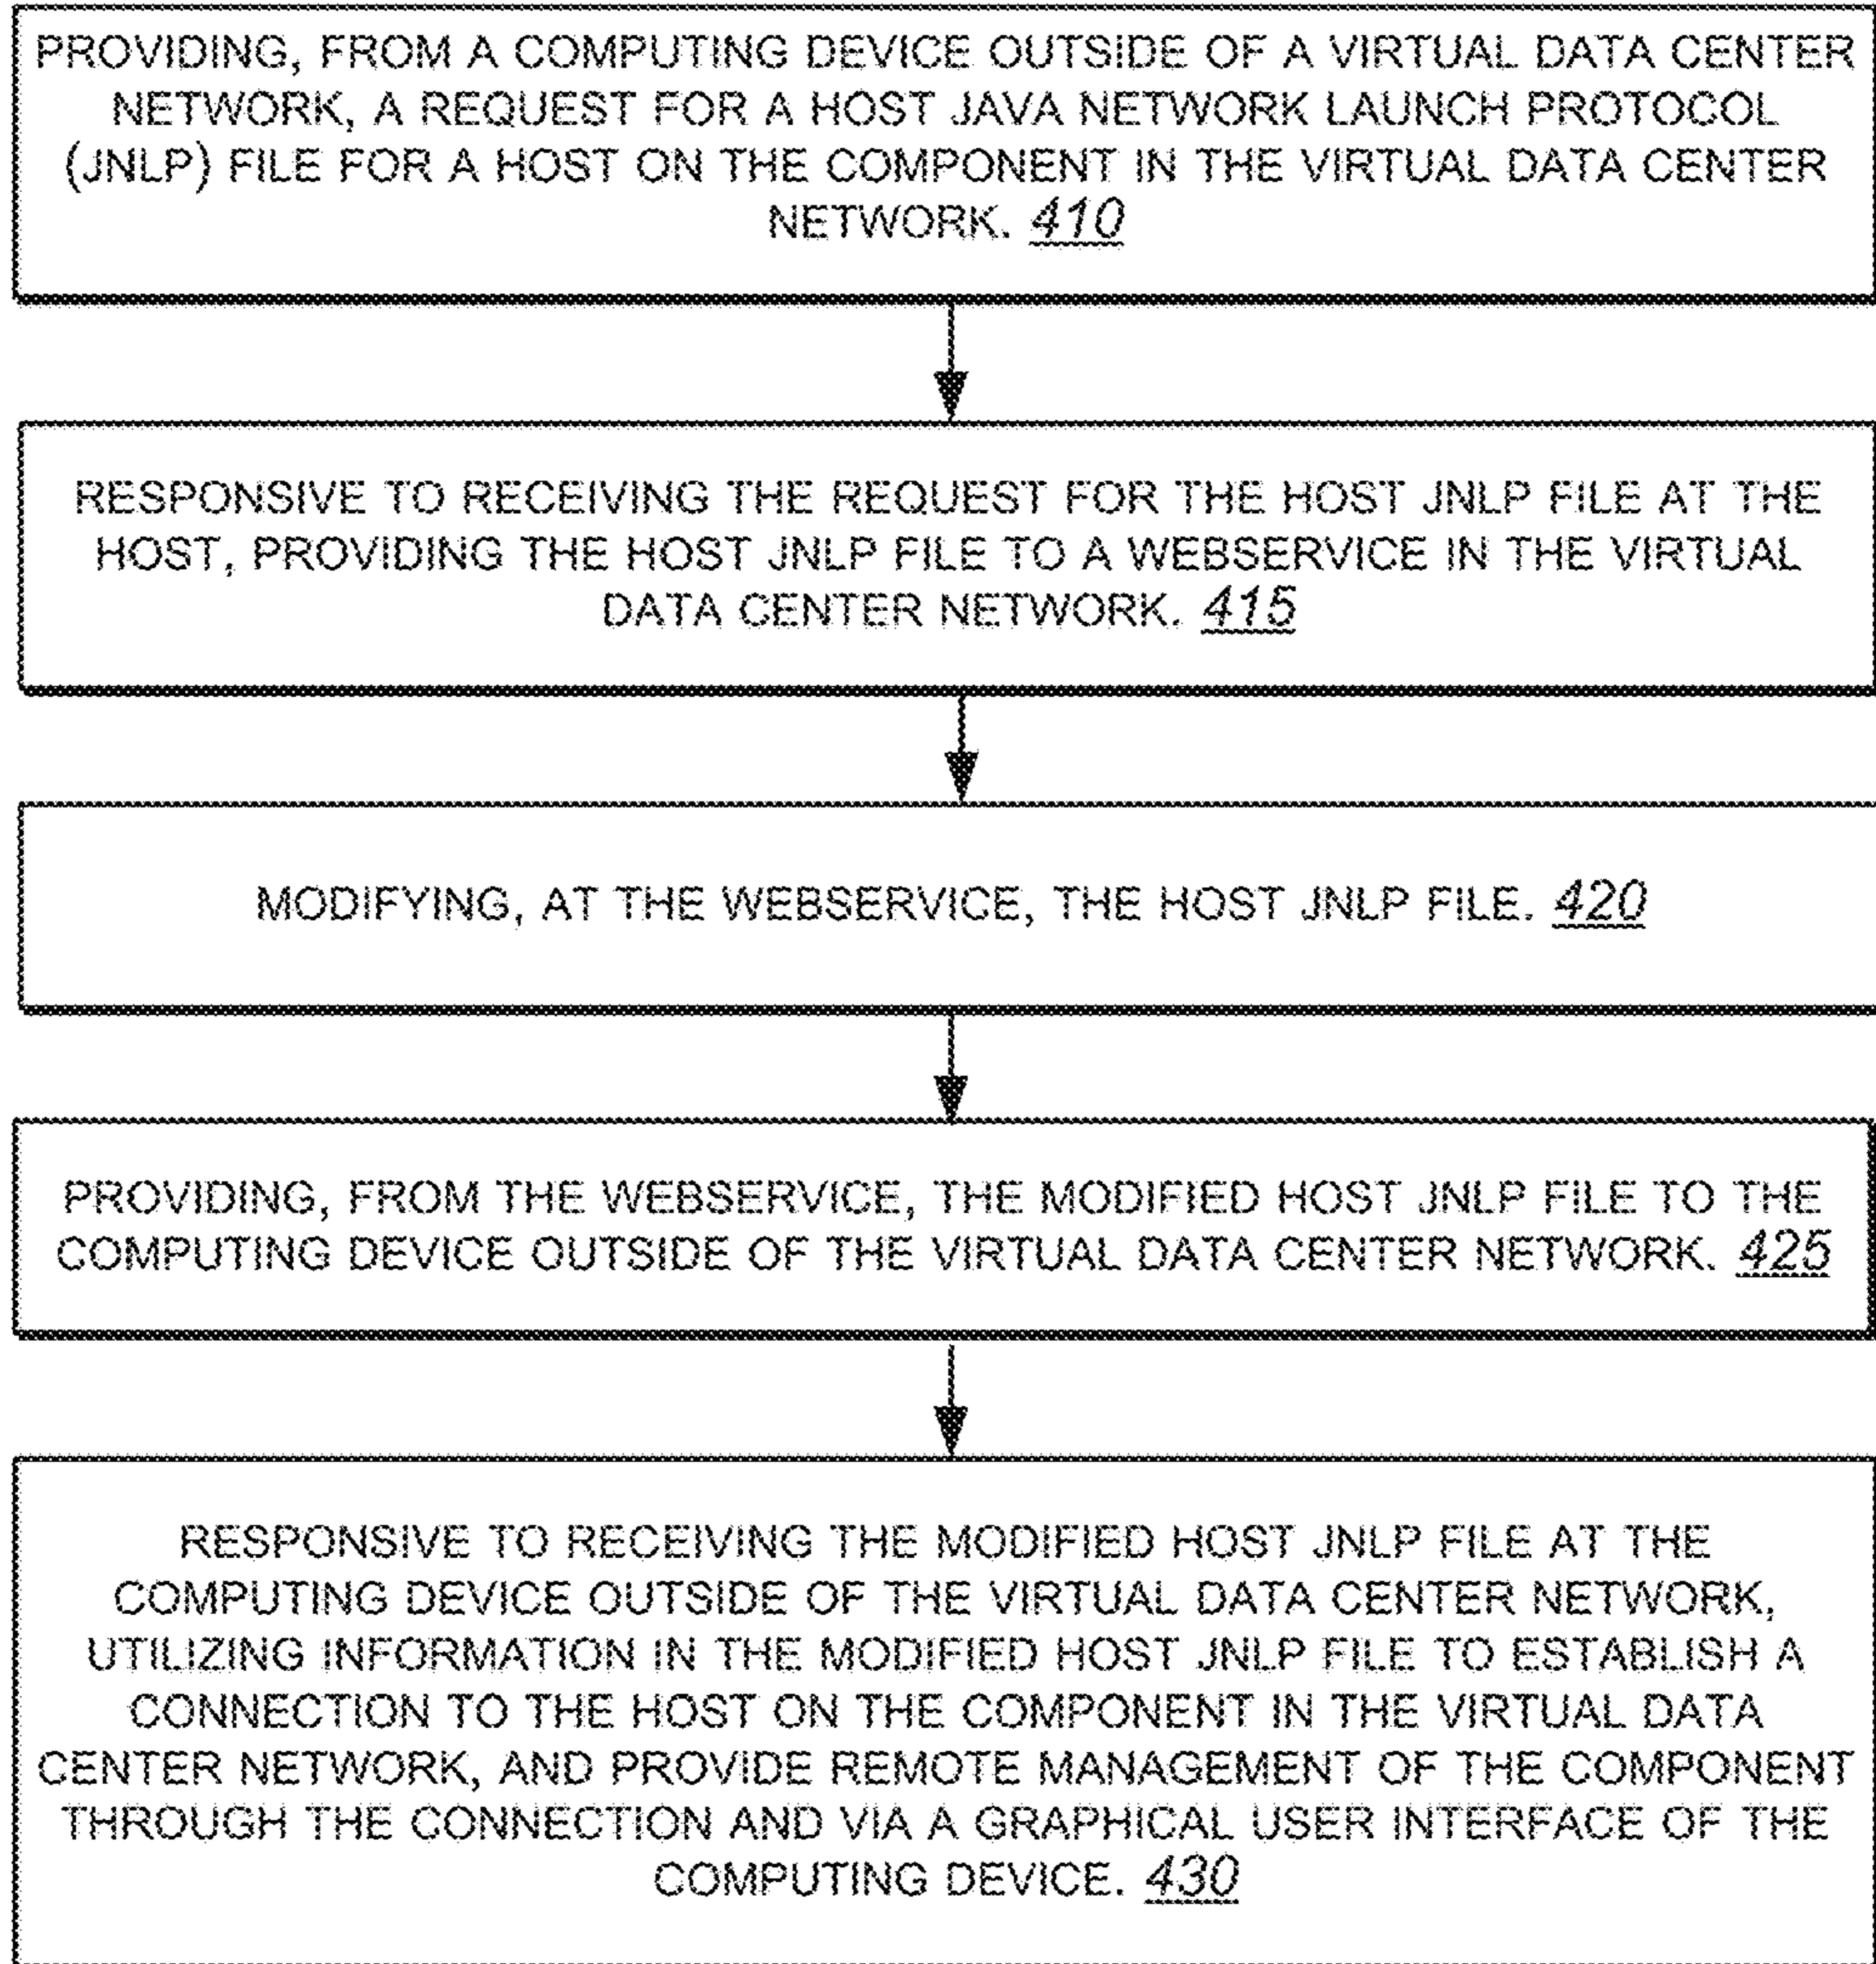 PROVIDING, FROM A COMPUTING DEVICE OUTSIDE OF A VIRTUAL DATA CENTER
NETWORK, A REQUEST FOR A HOST JAVA NETWORK LAUNCH PROTOCOL
(JNLP) FILE FOR A HOST ON THE COMPONENT IN THE VIRTUAL DATA CENTER
NETWORK. 410
RESPONSIVE TO RECEIVING THE REQUEST FOR THE HOST JNLP FILE AT THE
HOST, PROVIDING THE HOST JNLP FILE TO A WEBSERVICE IN THE VIRTUAL
DATA CENTER NETWORK. 415
MODIFYING, AT THE WEBSERVICE, THE HOST JNLP FILE. 420
PROVIDING, FROM THE WEBSERVICE, THE MODIFIED HOST JNLP FILE TO THE
COMPUTING DEVICE OUTSIDE OF THE VIRTUAL DATA CENTER NETWORK. 425
RESPONSIVE TO RECEIVING THE MODIFIED HOST JNLP FILE AT THE
COMPUTING DEVICE OUTSIDE OF THE VIRTUAL DATA CENTER NETWORK,
UTILIZING INFORMATION IN THE MODIFIED HOST JNLP FILE TO ESTABLISH A
CONNECTION TO THE HOST ON THE COMPONENT IN THE VIRTUAL DATA
CENTER NETWORK, AND PROVIDE REMOTE MANAGEMENT OF THE COMPONENT
THROUGH THE CONNECTION AND VIA A GRAPHICAL USER INTERFACE OF THE
COMPUTING DEVICE. 430